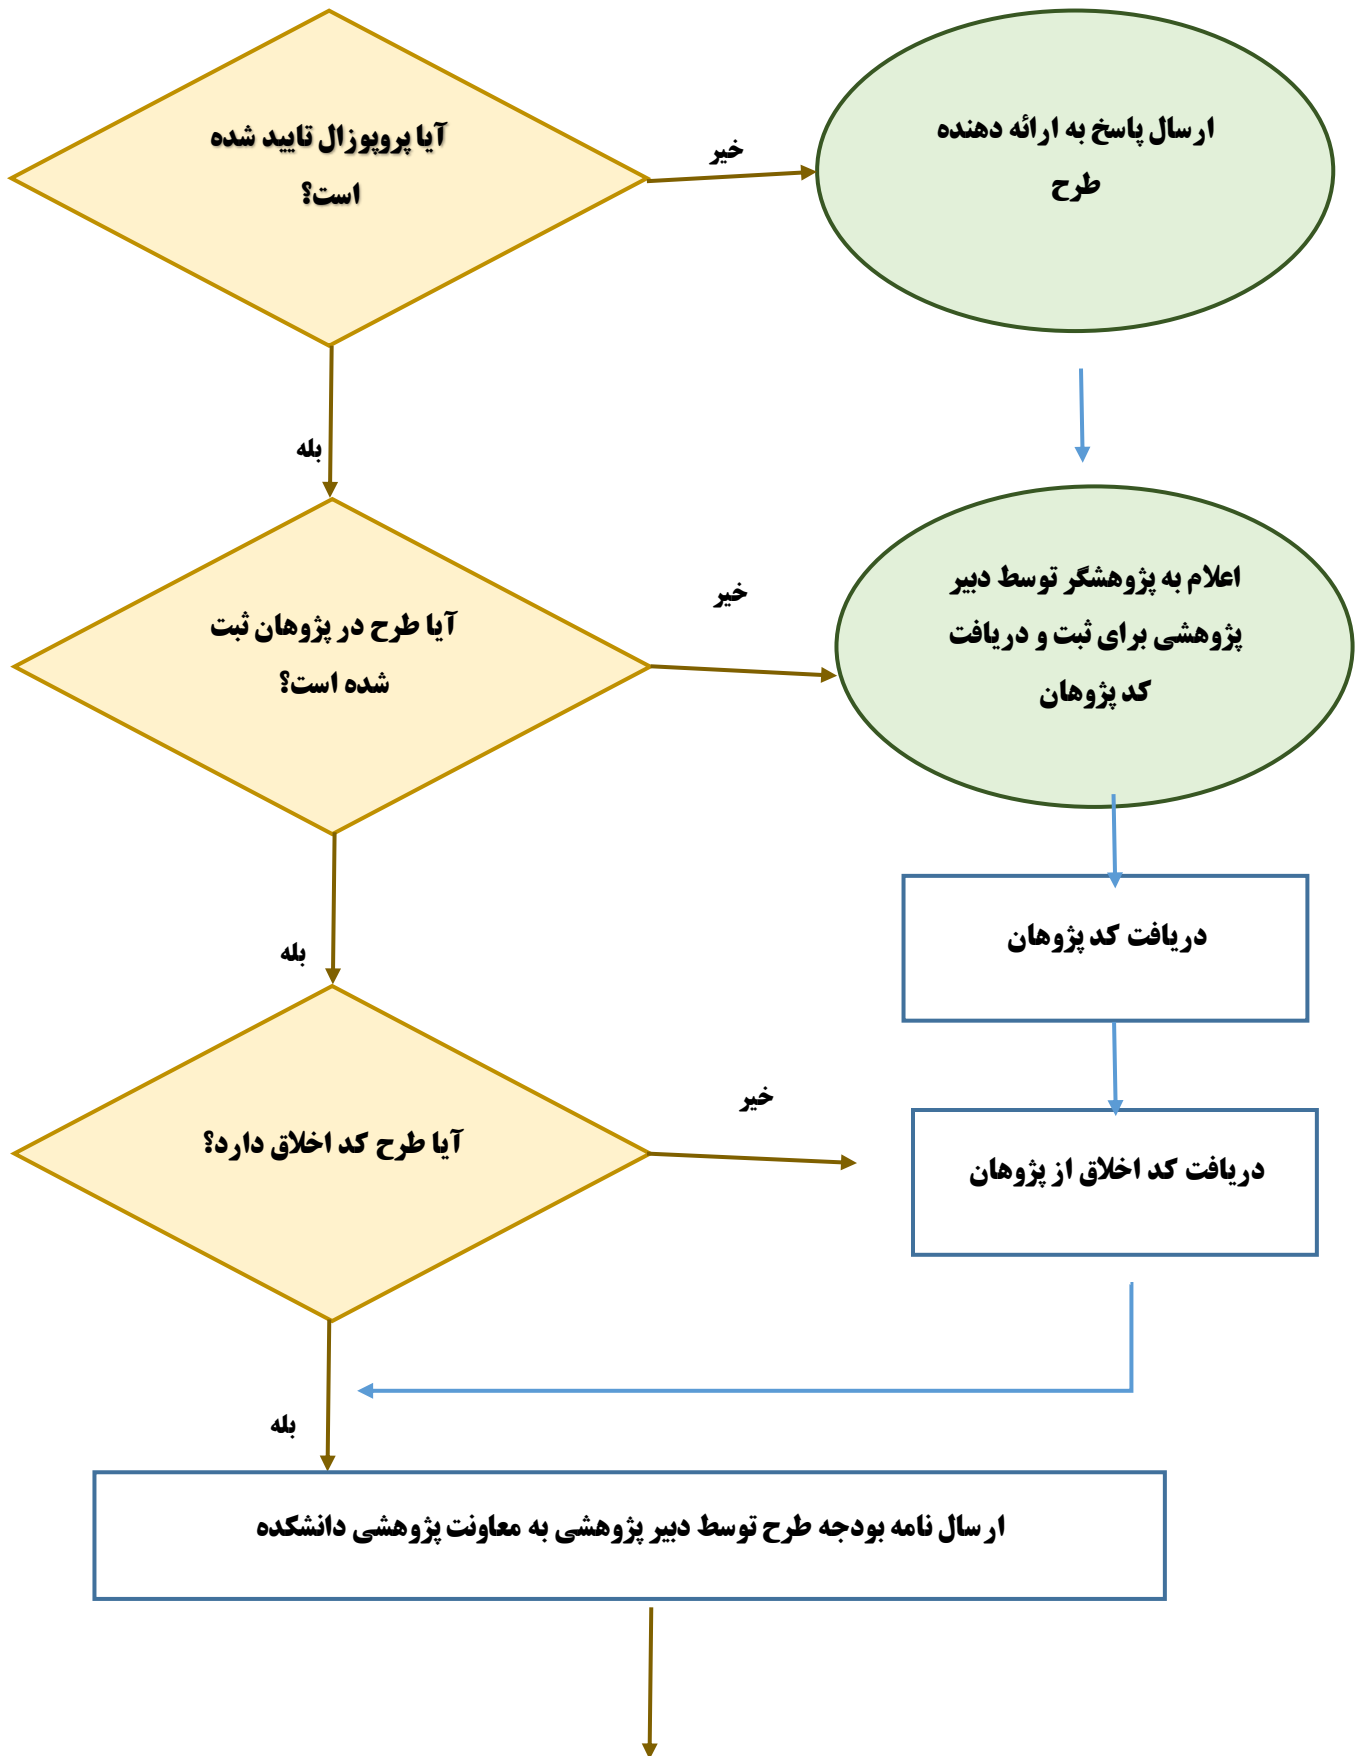 آیا پروپوزال تایید شده
است؟
خیر
ارسال پاسخ به ارائه دهنده
طرح
بله
آیا طرح در پژوهان ثبت
شده است؟
خیر
اعلام به پژوهشگر توسط دبیر
پژوهشی برای ثبت و دریافت
کد پژوهان
بله
دریافت کد پژوهان
آیا طرح کد اخلاق دارد؟
خیر
دریافت کد اخلاق از پژوهان
بله
ارسال نامه بودجه طرح توسط دبیر پژوهشی به معاونت پژوهشی دانشکده